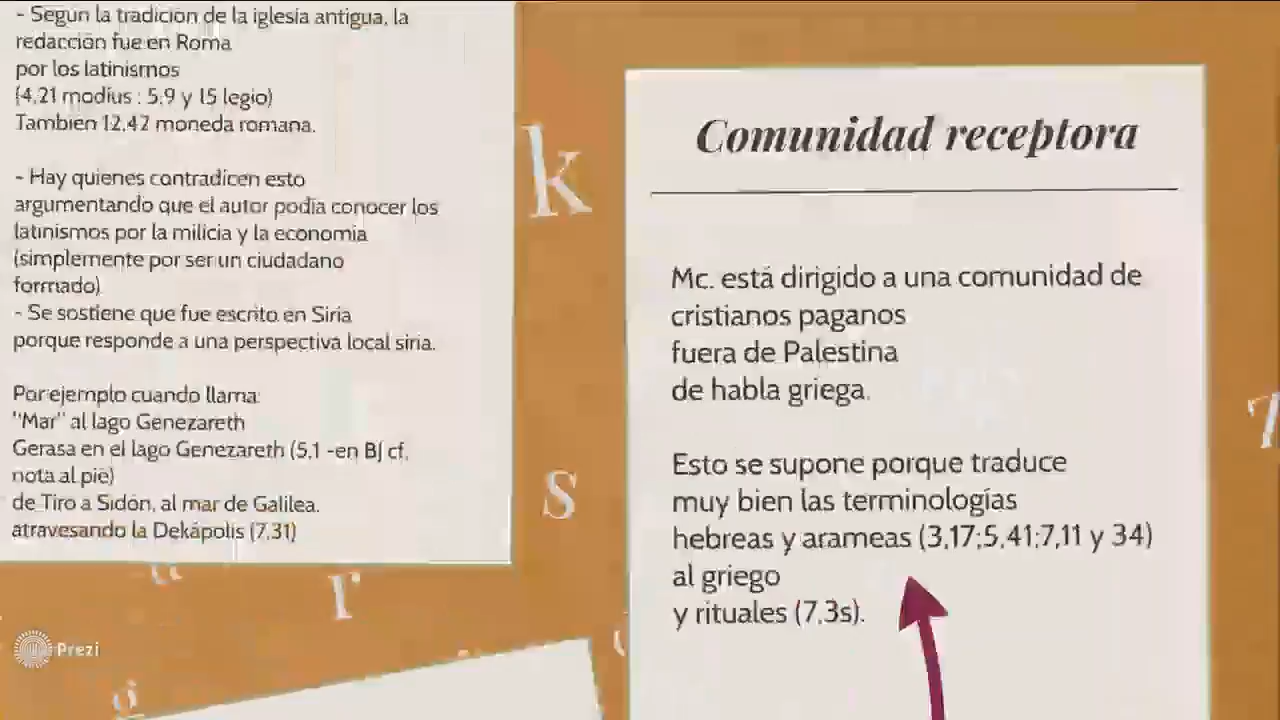 - Según la tradición de la iglesia antigua, la
redacción fue en Roma
por los latinismos
(4,21 modius : 5,9 y 15 legio)
Tambien 12,42 moneda romana.
- Hay quienes contradicen esto
argumentando que el autor podía conocer los
latinismos por la milicia y la economía
(simplemente por ser un ciudadano
formado)
- Se sostiene que fue escrito en Siria
porque responde a una perspectiva local siria.
Por ejemplo cuando llama:
"Mar" al lago Genezareth
Gerasa en el lago Genezareth (5,1 -en BJ cf.
nota al pie)
de Tiro a Sidón, al mar de Galilea.
atravesando la Dekápolis (7,31)
Comunidad receptora
Mc. está dirigido a una comunidad de
cristianos paganos
fuera de Palestina
de habla griega.
Esto se supone porque traduce
muy bien las terminologías
hebreas y arameas (3,17;5,41;7,11 y 34)
al griego
y rituales (7,3s).
k
s
r
g
Prezi